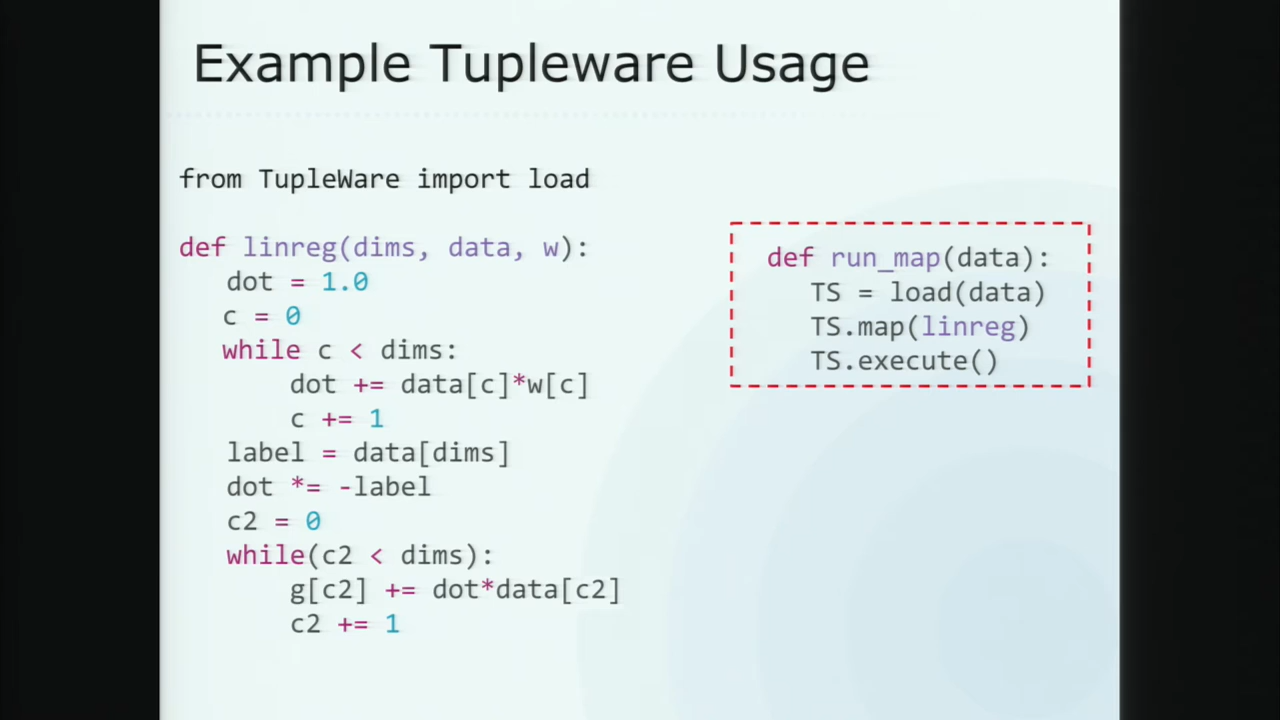 Example Tupleware Usage
from TupleWare import load
def linreg(dims, data, w):
dot = 1.0
c = 0
while c < dims:
dot += data[c]*w[c]
c += 1
label = data[dims]
dot *= -label
c2 = 0
while(c2 < dims):
g[c2] += dot*data[c2]
c2 += 1
def run_map(data):
TS = load(data)
TS.map(linreg)
TS.execute()